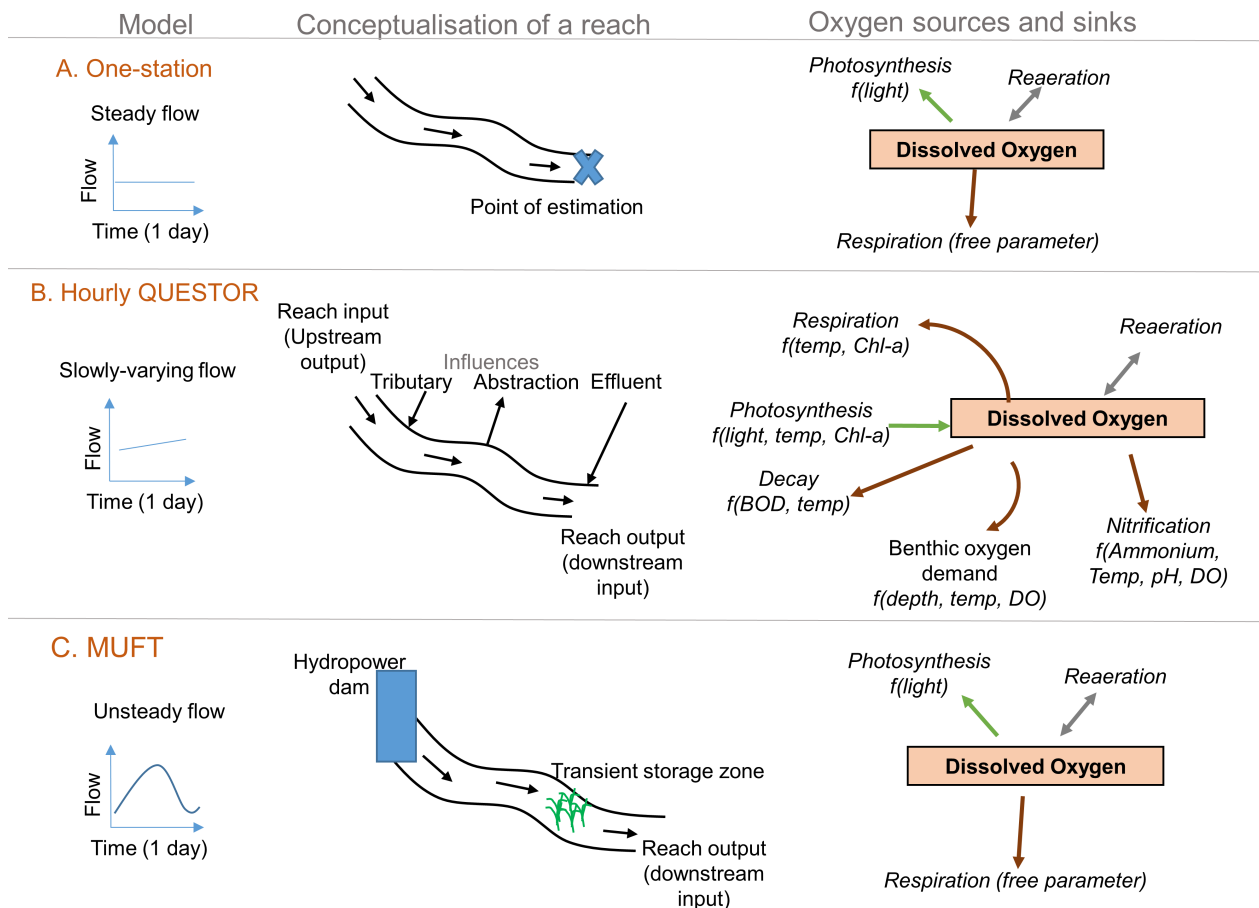 Model
Conceptualisation of a reach
Oxygen sources and sinks
A. One-station
Steady flow
Flow
Time (1 day)
Point of estimation
Photosynthesis
f(light)
Reaeration
Dissolved Oxygen
Respiration (free parameter)
B. Hourly QUESTOR
Slowly-varying flow
Flow
Time (1 day)
Reach input
(Upstream
output)
Influences
Tributary
Abstraction
Effluent
Reach output
(downstream
input)
Respiration
f(temp, Chl-a)
Reaeration
Photosynthesis
f(light, temp, Chl-a)
Dissolved Oxygen
Decay
f(BOD, temp)
Benthic oxygen
demand
f(depth, temp, DO)
Nitrification
f(Ammonium,
Temp, pH, DO)
C. MUFT
Unsteady flow
Flow
Time (1 day)
Hydropower
dam
Transient storage zone
Reach output
(downstream
input)
Photosynthesis
f(light)
Reaeration
Dissolved Oxygen
Respiration (free parameter)